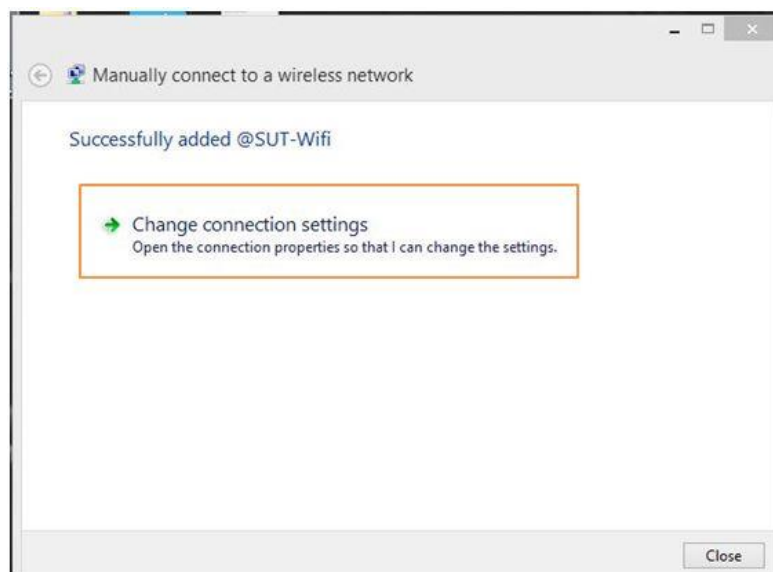 Manually connect to a wireless network
Successfully added @SUT-Wifi
Change connection settings
Open the connection properties so that I can change the settings.
Close